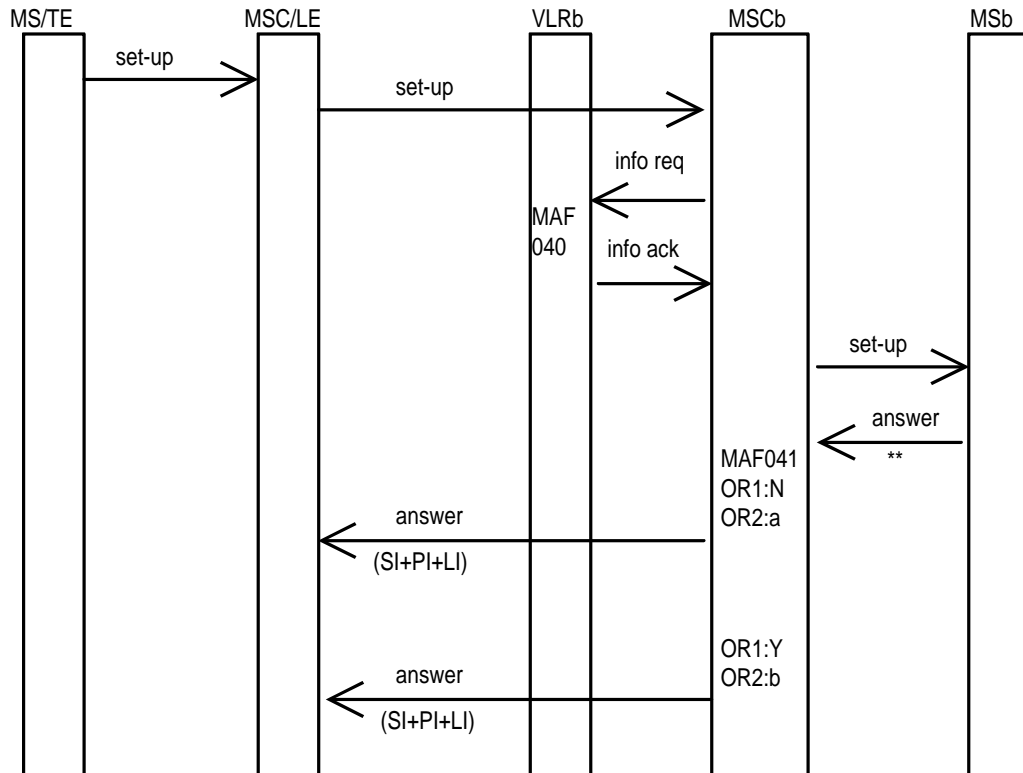 MS/TE MSC/LE VLRb MSCb MSb
set-up
set-up
info req
MAF
040
info ack
set-up
answer
**
MAF041
OR1:N
OR2:a
answer
(SI+PI+LI)
OR1:Y
OR2:b
answer
(SI+PI+LI)